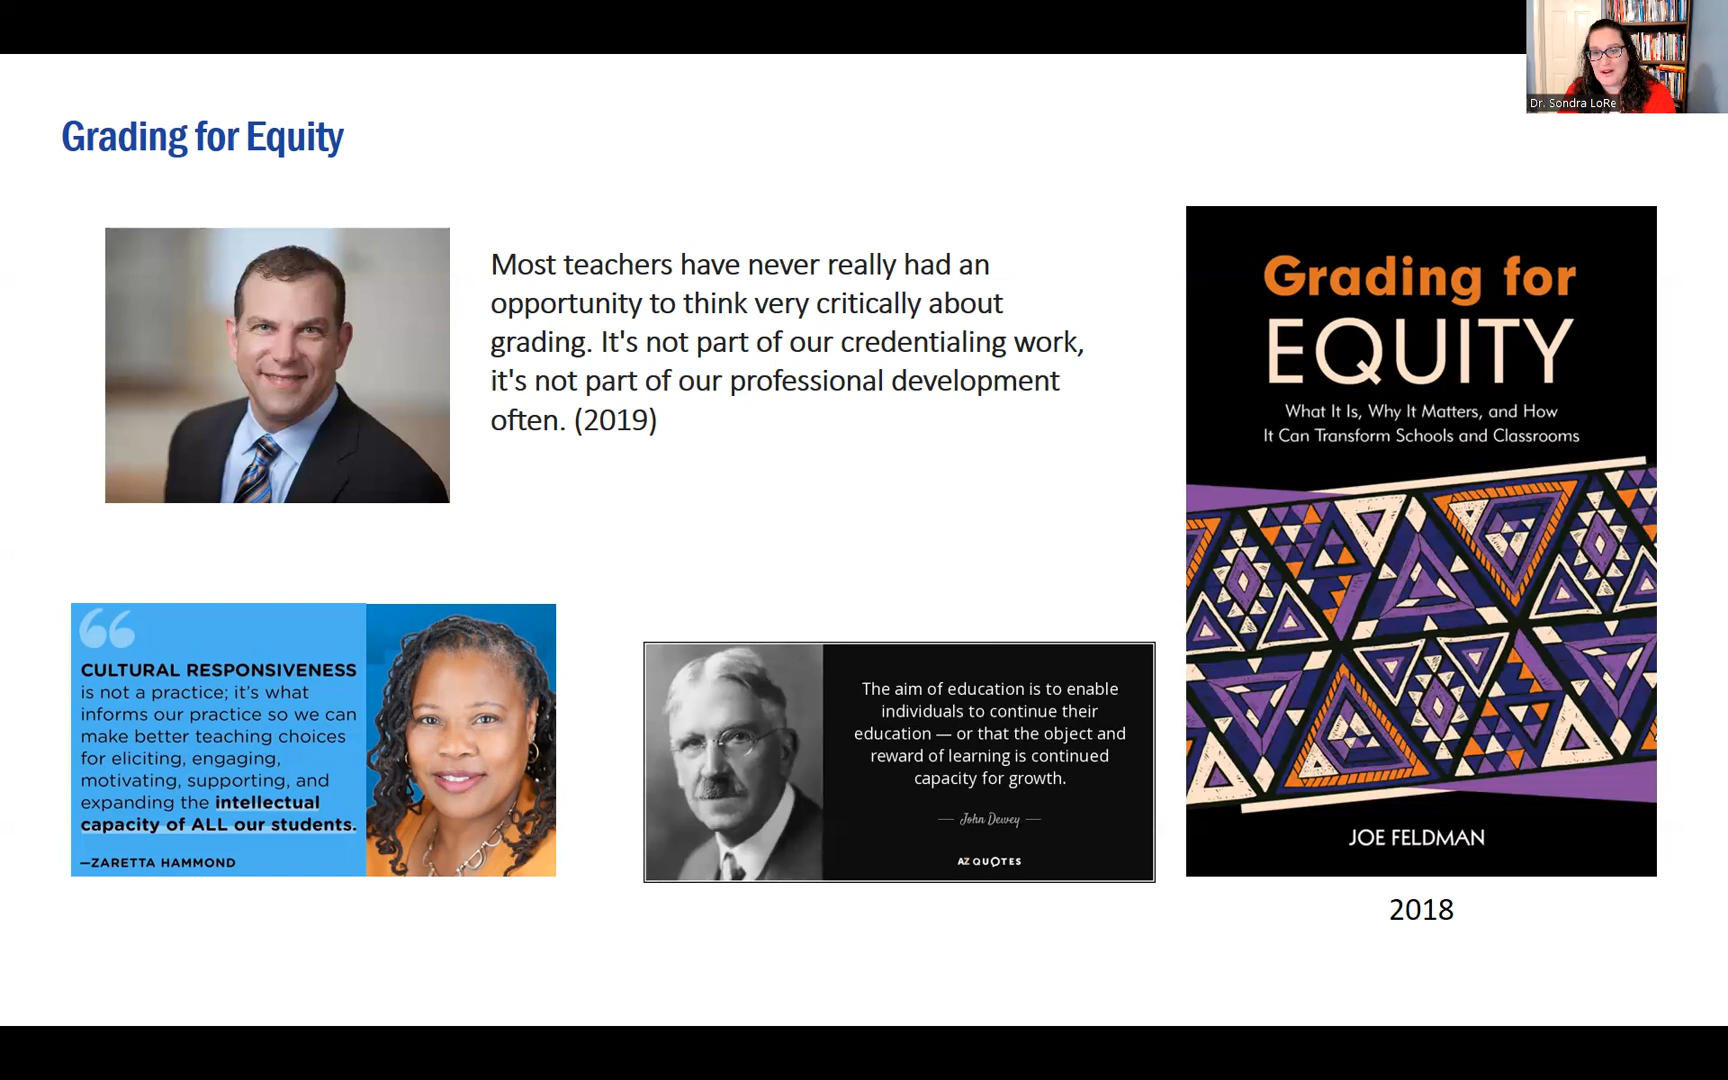 Dr. Sondra LoRe
Grading for Equity
Most teachers have never really had an
opportunity to think very critically about
grading. It's not part of our credentialing work,
it's not part of our professional development
often. (2019)
Grading for
EQUITY
What It Is, Why It Matters, and How
It Can Transform Schools and Classrooms
JOE FELDMAN
2018
CULTURAL RESPONSIVENESS
is not a practice; it's what
informs our practice so we can
make better teaching choices
for eliciting, engaging,
motivating, supporting, and
expanding the intellectual
capacity of ALL our students.
—ZARETTA HAMMOND
The aim of education is to enable
individuals to continue their
education — or that the object and
reward of learning is continued
capacity for growth.
— John Dewey —
AZ QUOTES